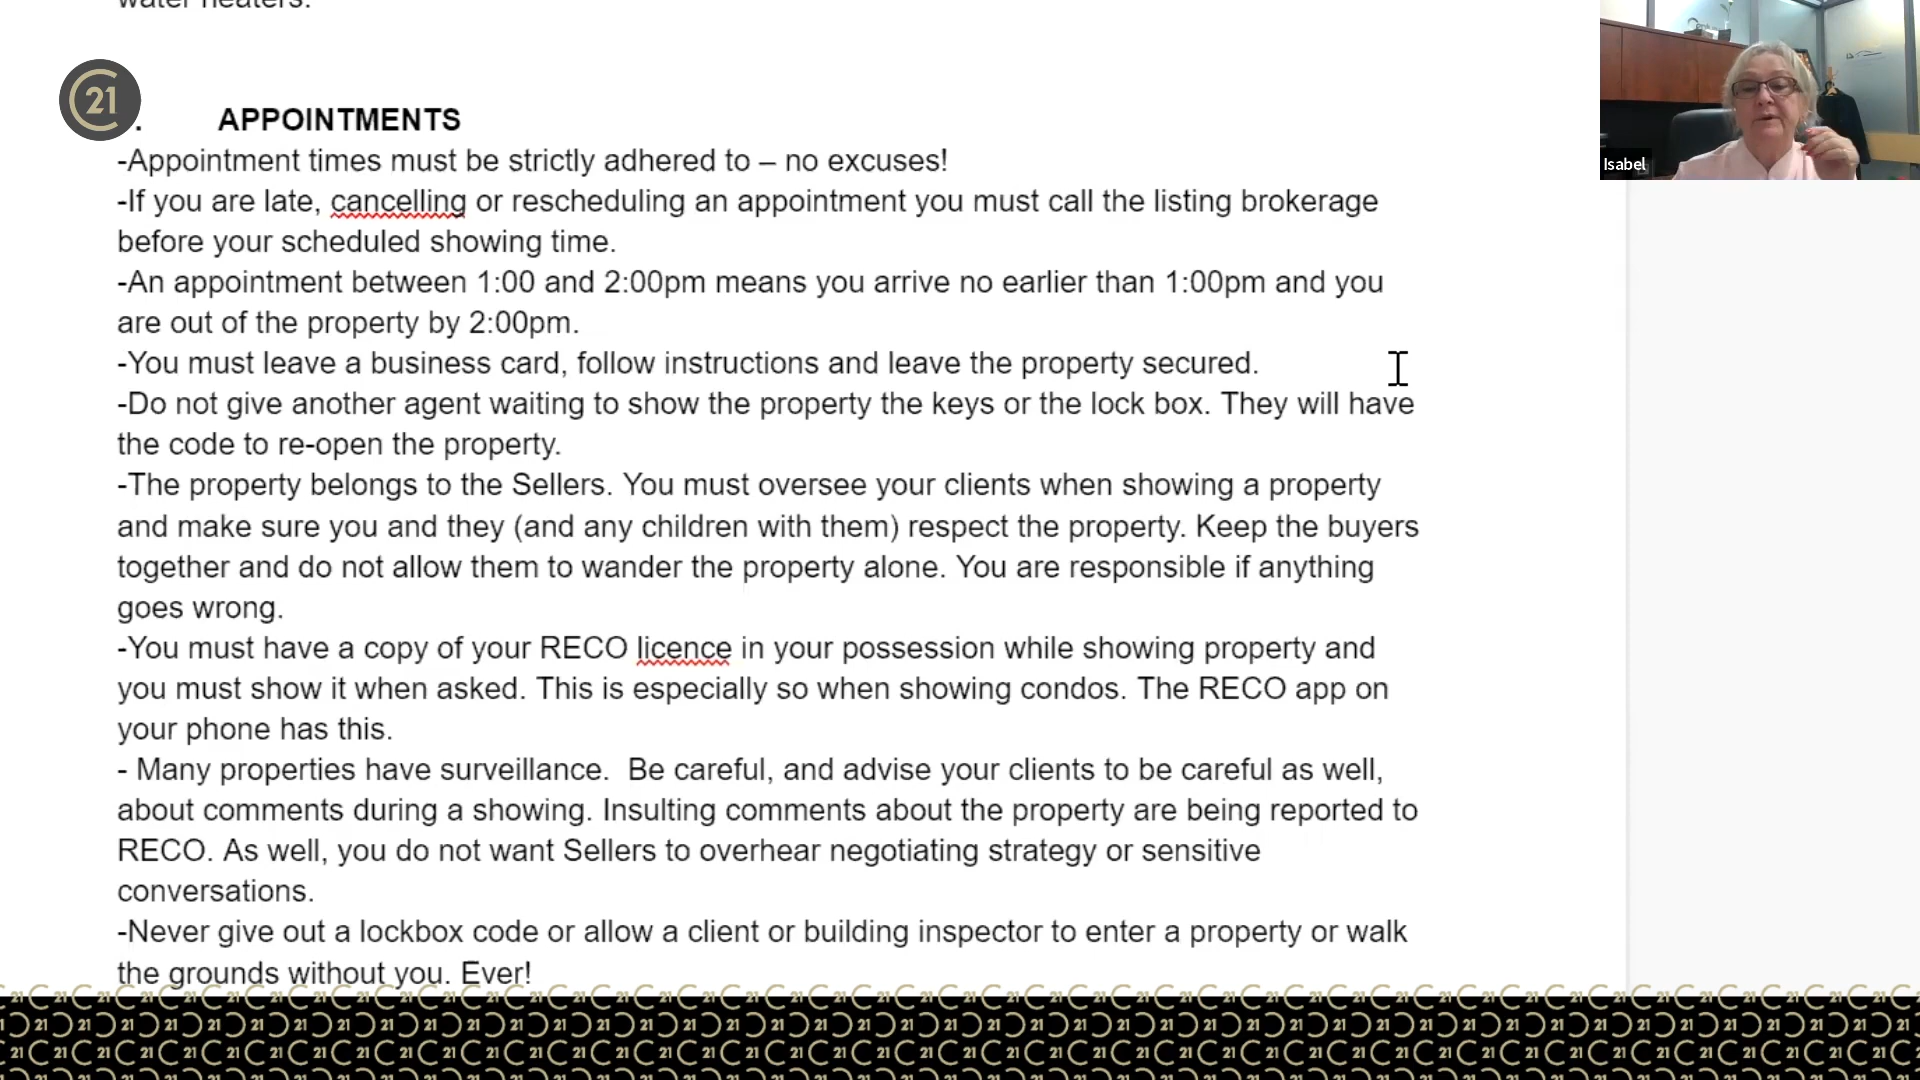 water heaters.
21
. APPOINTMENTS
-Appointment times must be strictly adhered to – no excuses!
-If you are late, cancelling or rescheduling an appointment you must call the listing brokerage
before your scheduled showing time.
-An appointment between 1:00 and 2:00pm means you arrive no earlier than 1:00pm and you
are out of the property by 2:00pm.
-You must leave a business card, follow instructions and leave the property secured.
-Do not give another agent waiting to show the property the keys or the lock box. They will have
the code to re-open the property.
-The property belongs to the Sellers. You must oversee your clients when showing a property
and make sure you and they (and any children with them) respect the property. Keep the buyers
together and do not allow them to wander the property alone. You are responsible if anything
goes wrong.
-You must have a copy of your RECO licence in your possession while showing property and
you must show it when asked. This is especially so when showing condos. The RECO app on
your phone has this.
- Many properties have surveillance.  Be careful, and advise your clients to be careful as well,
about comments during a showing. Insulting comments about the property are being reported to
RECO. As well, you do not want Sellers to overhear negotiating strategy or sensitive
conversations.
-Never give out a lockbox code or allow a client or building inspector to enter a property or walk
the grounds without you. Ever!
Isabel